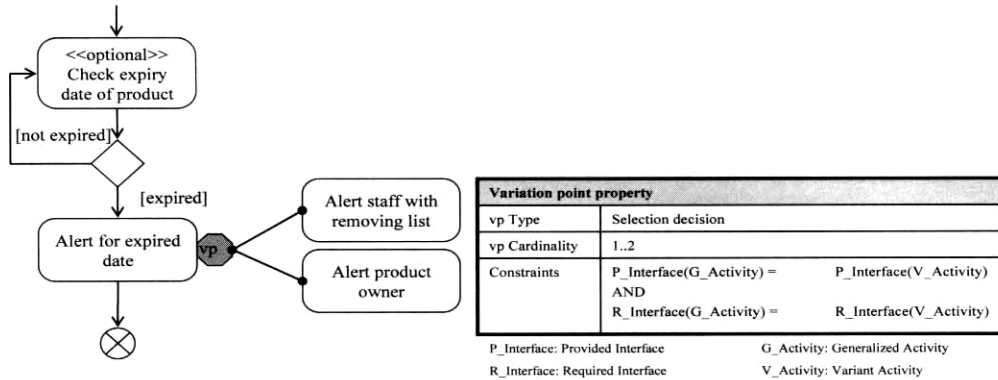 <<optional>>
Check expiry
date of product
[not expired]
[expired]
Alert for expired
date
vp
Alert staff with
removing list
Alert product
owner
Variation point property
vp Type Selection decision
vp Cardinality 1..2
Constraints P_Interface(G_Activity) = P_Interface(V_Activity)
AND
R_Interface(G_Activity) = R_Interface(V_Activity)
P_Interface: Provided Interface G_Activity: Generalized Activity
R_Interface: Required Interface V_Activity: Variant Activity